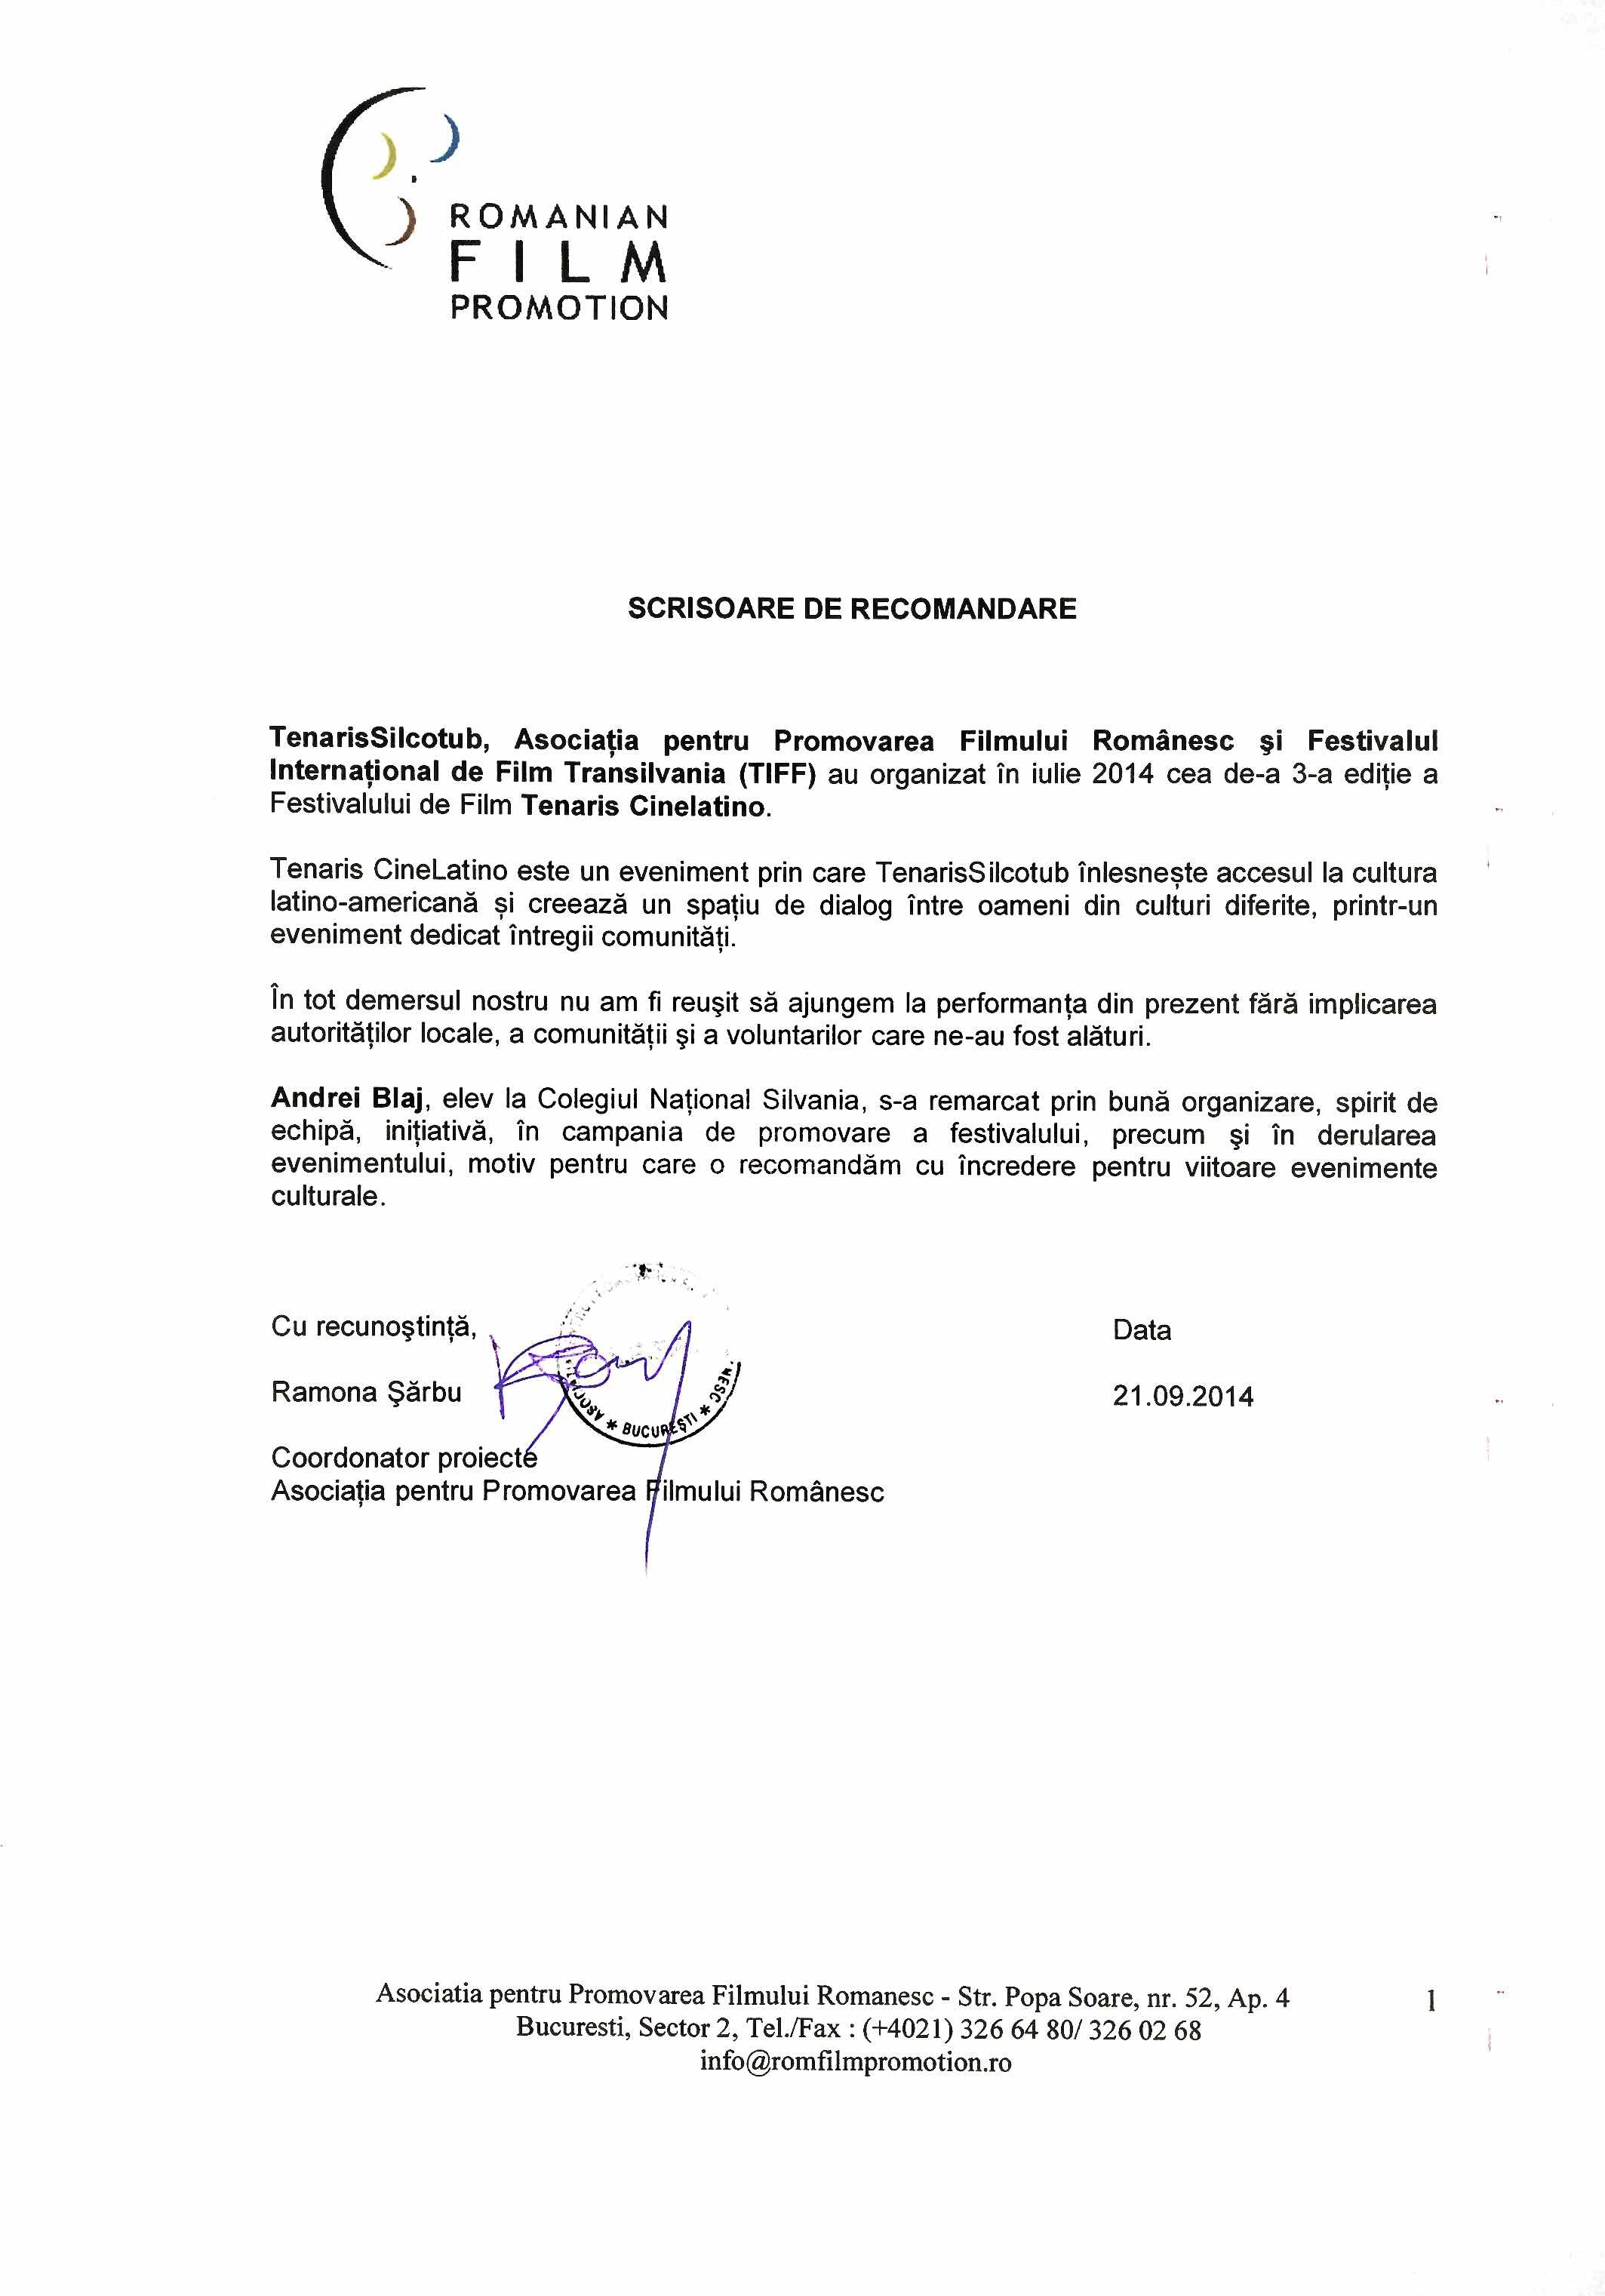 ROMANIAN
FILM
PROMOTION
SCRISOARE DE RECOMANDARE
TenarisSilcotub, Asociația pentru Promovarea Filmului Românesc şi Festivalul
Internațional de Film Transilvania (TIFF) au organizat în iulie 2014 cea de-a 3-a ediție a
Festivalului de Film Tenaris Cinelatino.
Tenaris CineLatino este un eveniment prin care TenarisSilcotub înlesnește accesul la cultura
latino-americană și creează un spațiu de dialog între oameni din culturi diferite, printr-un
eveniment dedicat întregii comunități.
În tot demersul nostru nu am fi reuşit să ajungem la performanța din prezent fără implicarea
autorităților locale, a comunității şi a voluntarilor care ne-au fost alături.
Andrei Blaj, elev la Colegiul Național Silvania, s-a remarcat prin bună organizare, spirit de
echipă, inițiativă, în campania de promovare a festivalului, precum şi în derularea
evenimentului, motiv pentru care o recomandăm cu încredere pentru viitoare evenimente
culturale.
Cu recunoştință,
Data
Ramona Şărbu
21.09.2014
* BUCUREŞTI *
Coordonator proiecte
Asociația pentru Promovarea Filmului Românesc
Asociatia pentru Promovarea Filmului Romanesc - Str. Popa Soare, nr. 52, Ap. 4
1
Bucuresti, Sector 2, Tel./Fax : (+4021) 326 64 80/ 326 02 68
info@romfilmpromotion.ro